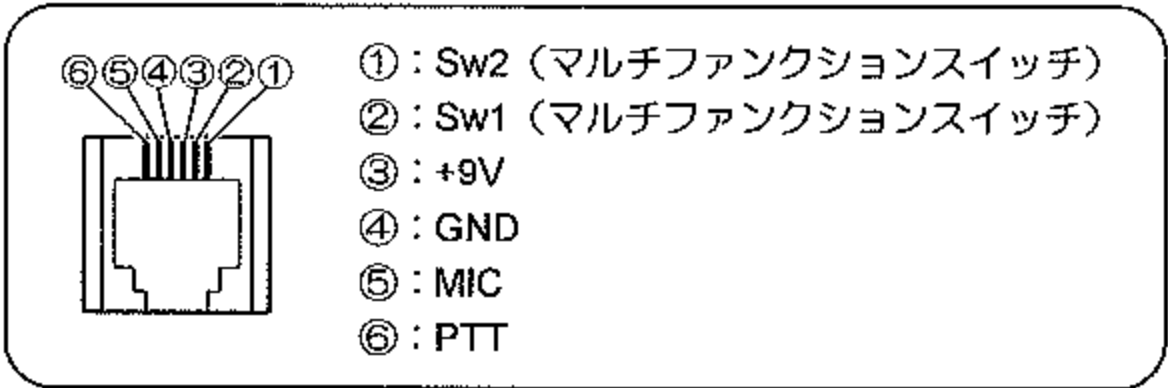 ⑥⑤④③②①
①：Sw2（マルチファンクションスイッチ）
②：Sw1（マルチファンクションスイッチ）
③：+9V
④：GND
⑤：MIC
⑥：PTT